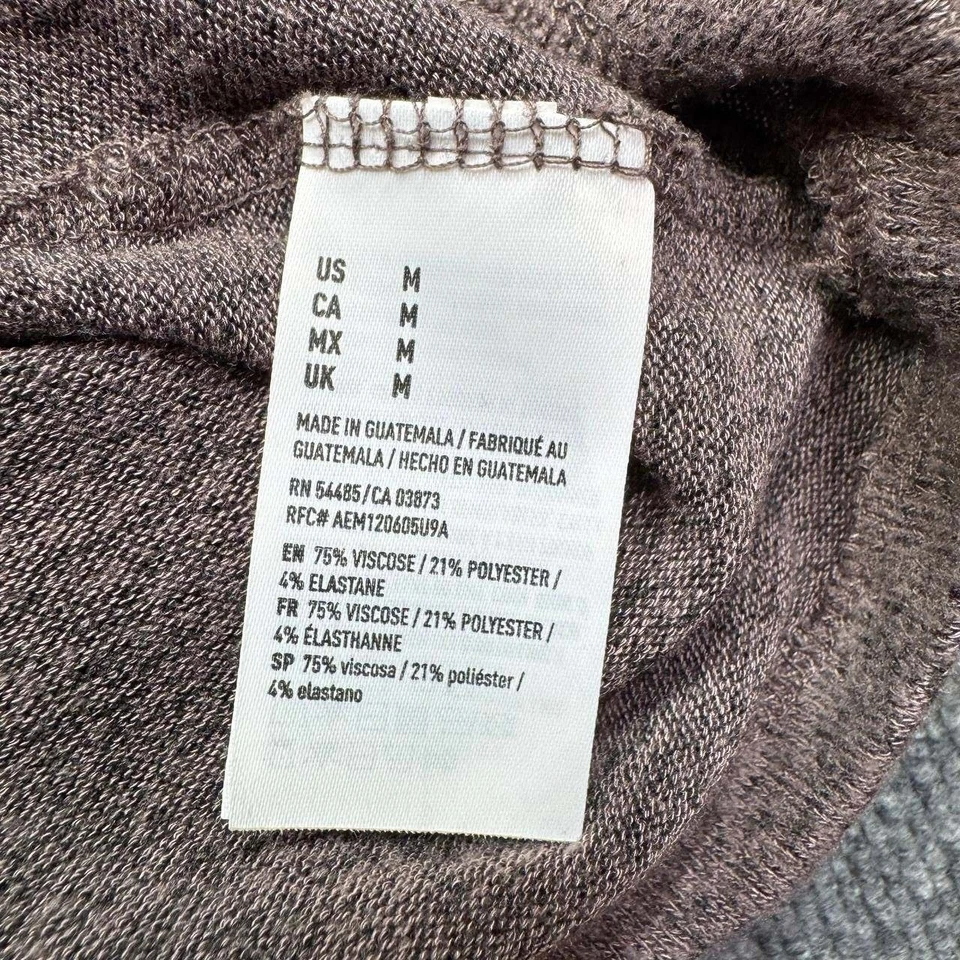 US M
CA M
MX M
UK M
MADE IN GUATEMALA / FABRIQUÉ AU
GUATEMALA / HECHO EN GUATEMALA
RN 54485/CA 03873
RFC# AEM120605U9A
EN 75% VISCOSE / 21% POLYESTER /
4% ELASTANE
FR 75% VISCOSE / 21% POLYESTER /
4% ÉLASTHANNE
SP 75% viscosa / 21% poliéster /
4% elastano